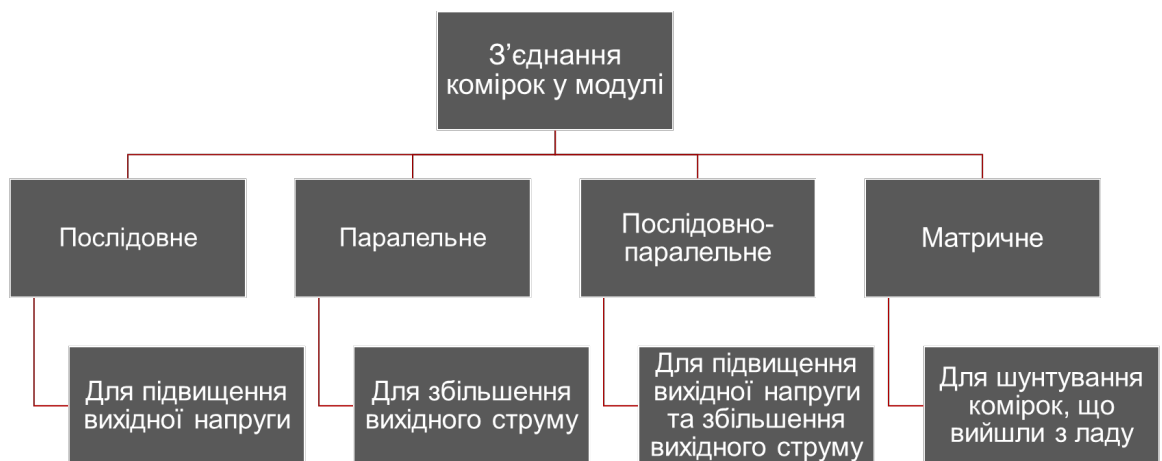 З’єднання
комірок у модулі
Послідовне
Паралельне
Послідовно-
паралельне
Матричне
Для підвищення
вихідної напруги
Для збільшення
вихідного струму
Для підвищення
вихідної напруги
та збільшення
вихідного струму
Для шунтування
комірок, що
вийшли з ладу